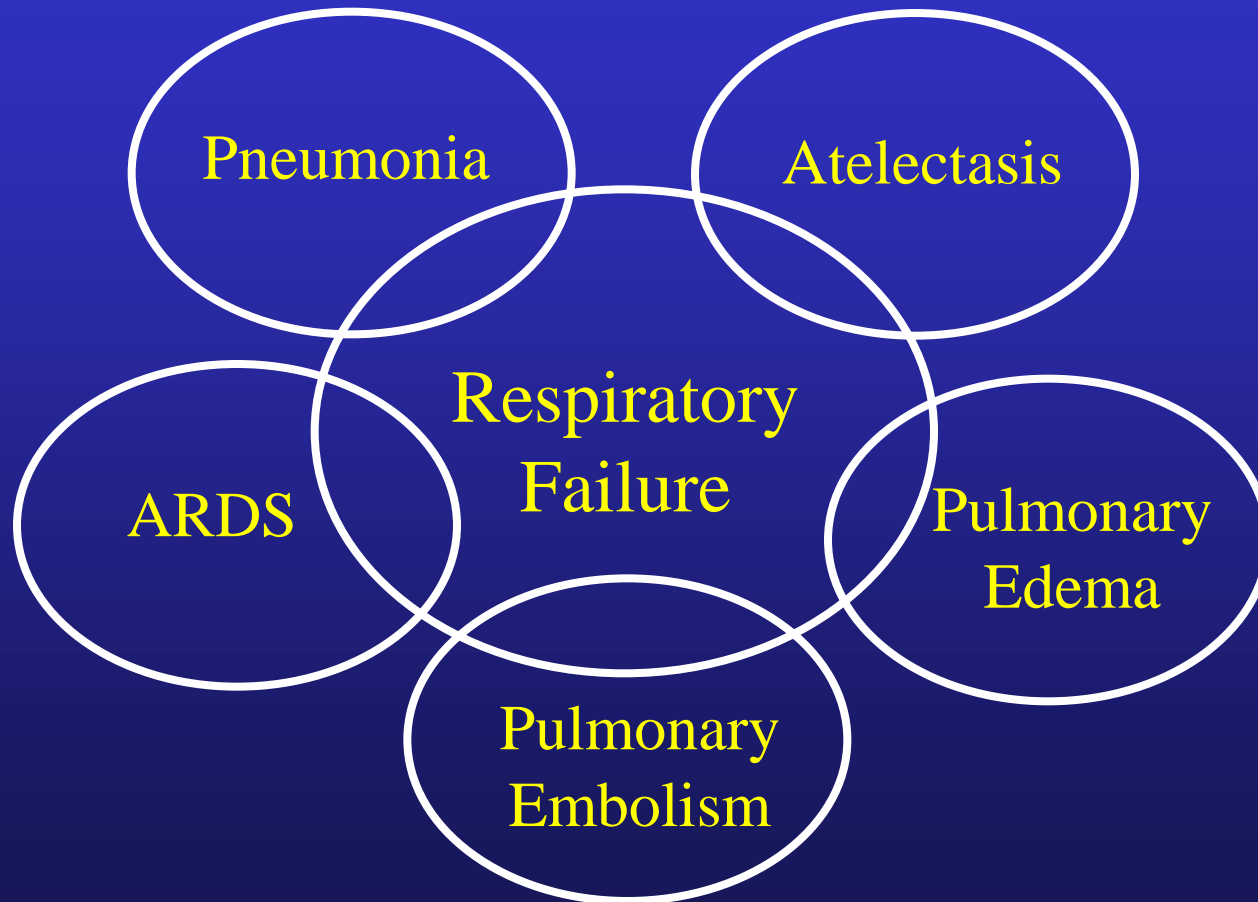 Pneumonia
Atelectasis
Respiratory
Failure
ARDS
Pulmonary
Edema
Pulmonary
Embolism